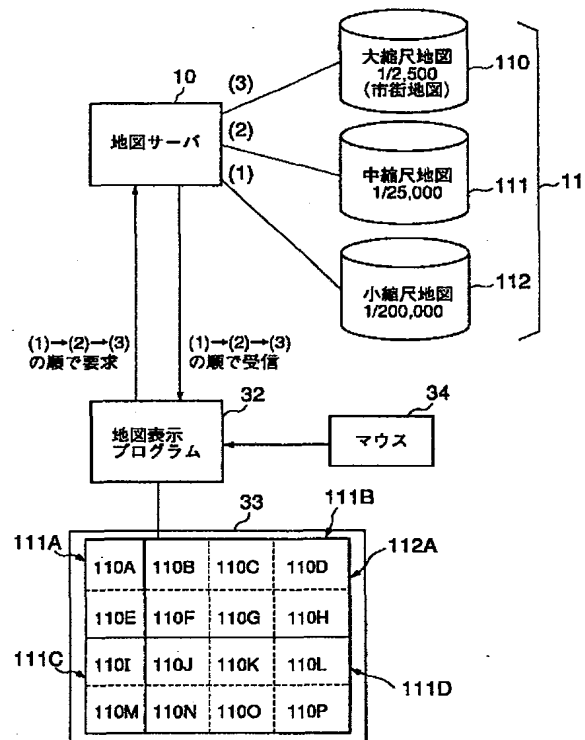 10
地図サーバ
(3)
(2)
(1)
大縮尺地図
1/2,500
(市街地図)
110
中縮尺地図
1/25,000
111
11
小縮尺地図
1/200,000
112
(1)→(2)→(3)
の順で要求
(1)→(2)→(3)
の順で受信
32
地図表示
プログラム
34
マウス
33
111B
111A
112A
110A 110B 110C 110D
110E 110F 110G 110H
111C
110I 110J 110K 110L
111D
110M 110N 110O 110P